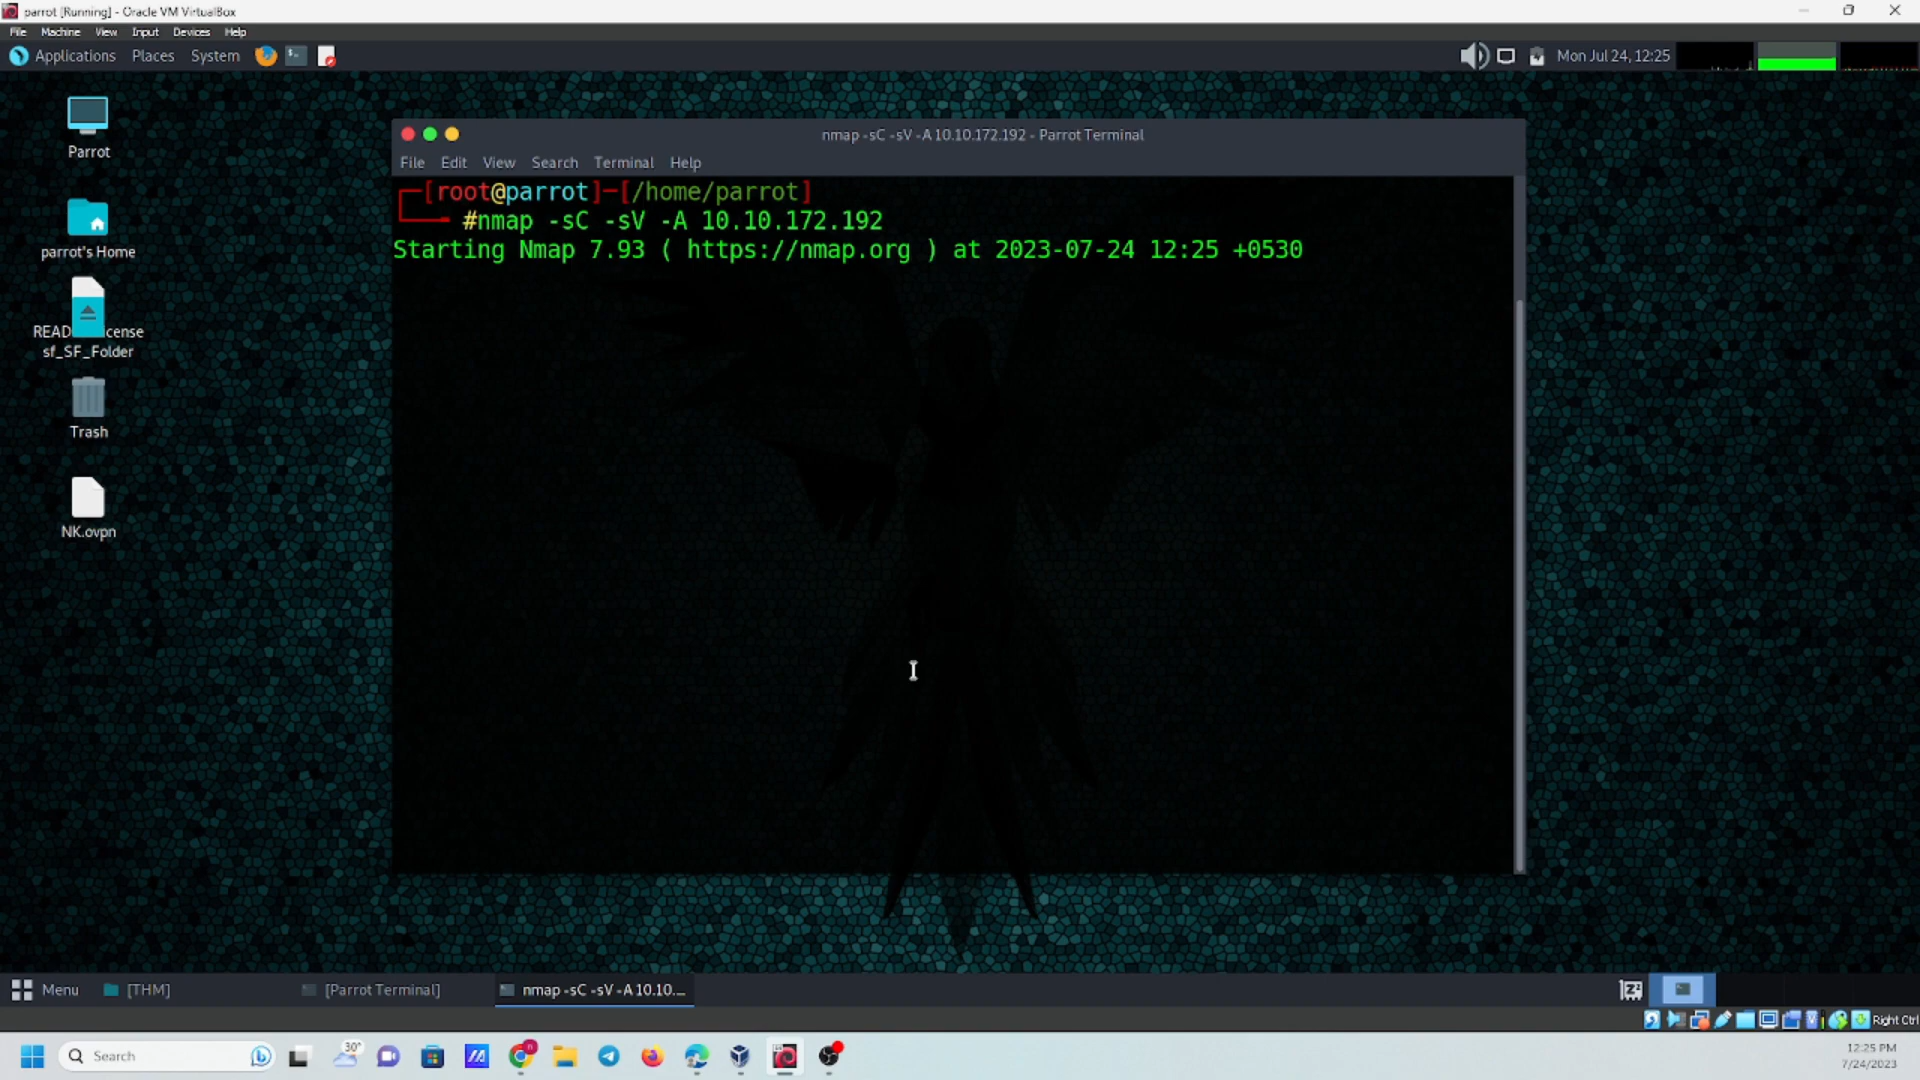 parrot [Running] - Oracle VM VirtualBox
File Machine View Input Devices Help
Applications Places System
Mon Jul 24, 12:25
Parrot
parrot's Home
READ cense
sf_SF_Folder
Trash
NK.ovpn
nmap -sC -sV -A 10.10.172.192 - Parrot Terminal
File Edit View Search Terminal Help
┌─[root@parrot]─[/home/parrot]
└──╼ #nmap -sC -sV -A 10.10.172.192
Starting Nmap 7.93 ( https://nmap.org ) at 2023-07-24 12:25 +0530
Menu [THM] [Parrot Terminal] nmap -sC -sV -A 10.10....
Right Ctrl
Search
30°
12:25 PM
7/24/2023